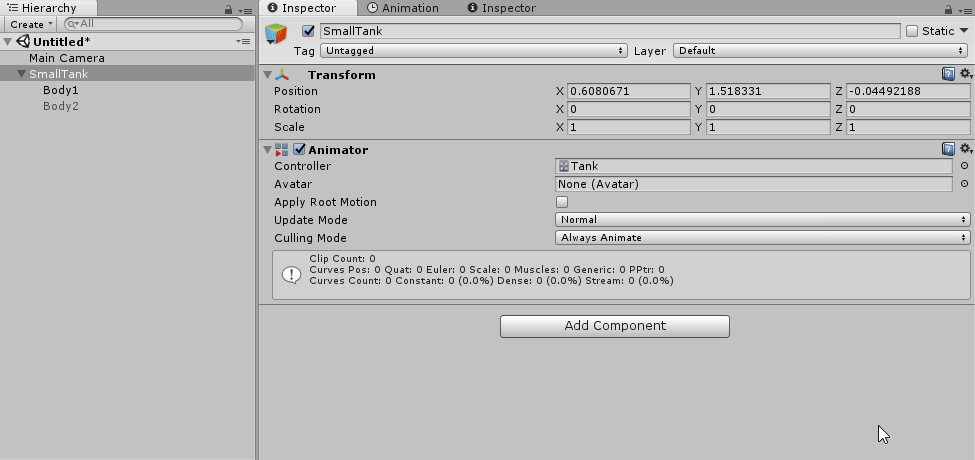 Hierarchy
Create All
Untitled*
Main Camera
SmallTank
Body1
Body2
Inspector Animation Inspector
SmallTank Static
Tag Untagged Layer Default
Transform
Position X 0.6080671 Y 1.518331 Z -0.04492188
Rotation X 0 Y 0 Z 0
Scale X 1 Y 1 Z 1
Animator
Controller Tank
Avatar None (Avatar)
Apply Root Motion
Update Mode Normal
Culling Mode Always Animate
Clip Count: 0
Curves Pos: 0 Quat: 0 Euler: 0 Scale: 0 Muscles: 0 Generic: 0 PPtr: 0
Curves Count: 0 Constant: 0 (0.0%) Dense: 0 (0.0%) Stream: 0 (0.0%)
Add Component